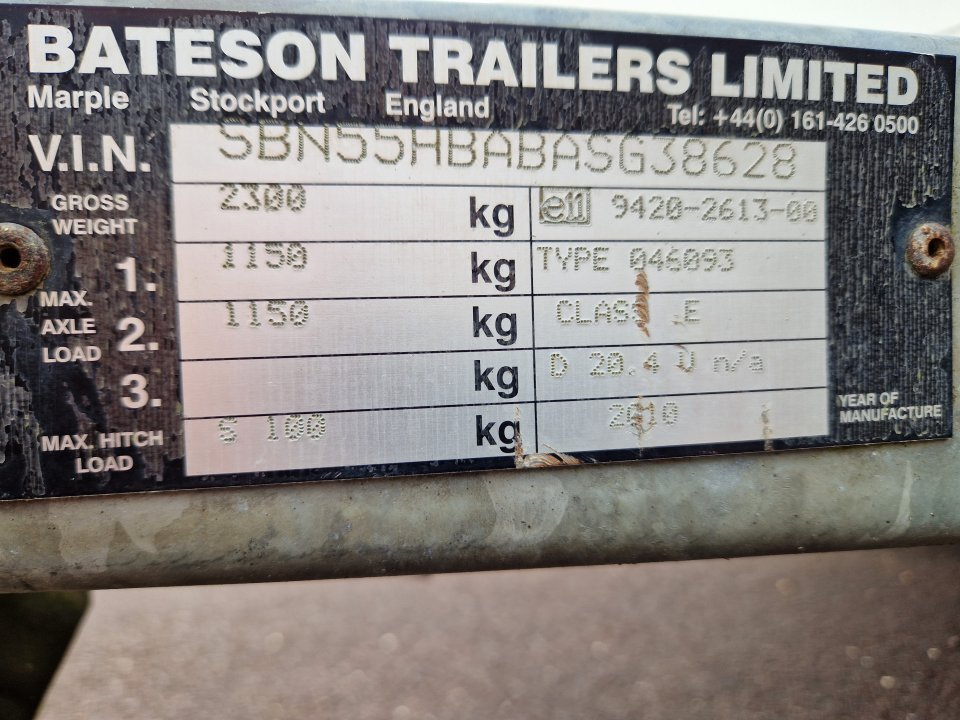 BATESON TRAILERS LIMITED
Marple Stockport England Tel: +44(0) 161-426 0500
V.I.N. SBN55HBABASG38628
GROSS WEIGHT 2300 kg e11 9420-2613-00
1. 1150 kg TYPE 046093
MAX. AXLE LOAD 2. 1150 kg CLASS E
3. kg D 20.4 V n/a
MAX. HITCH LOAD S 100 kg 2010 YEAR OF MANUFACTURE